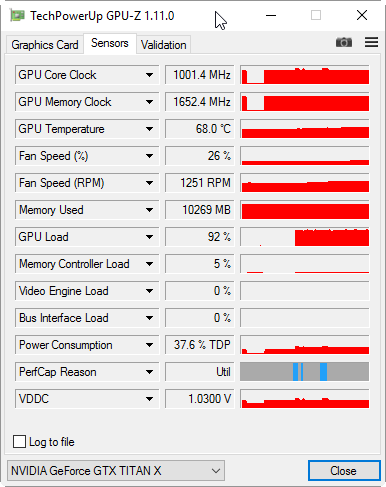 TechPowerUp GPU-Z 1.11.0
Graphics Card Sensors Validation
GPU Core Clock 1001.4 MHz
GPU Memory Clock 1652.4 MHz
GPU Temperature 68.0 °C
Fan Speed (%) 26 %
Fan Speed (RPM) 1251 RPM
Memory Used 10269 MB
GPU Load 92 %
Memory Controller Load 5 %
Video Engine Load 0 %
Bus Interface Load 0 %
Power Consumption 37.6 % TDP
PerfCap Reason Util
VDDC 1.0300 V
Log to file
NVIDIA GeForce GTX TITAN X Close